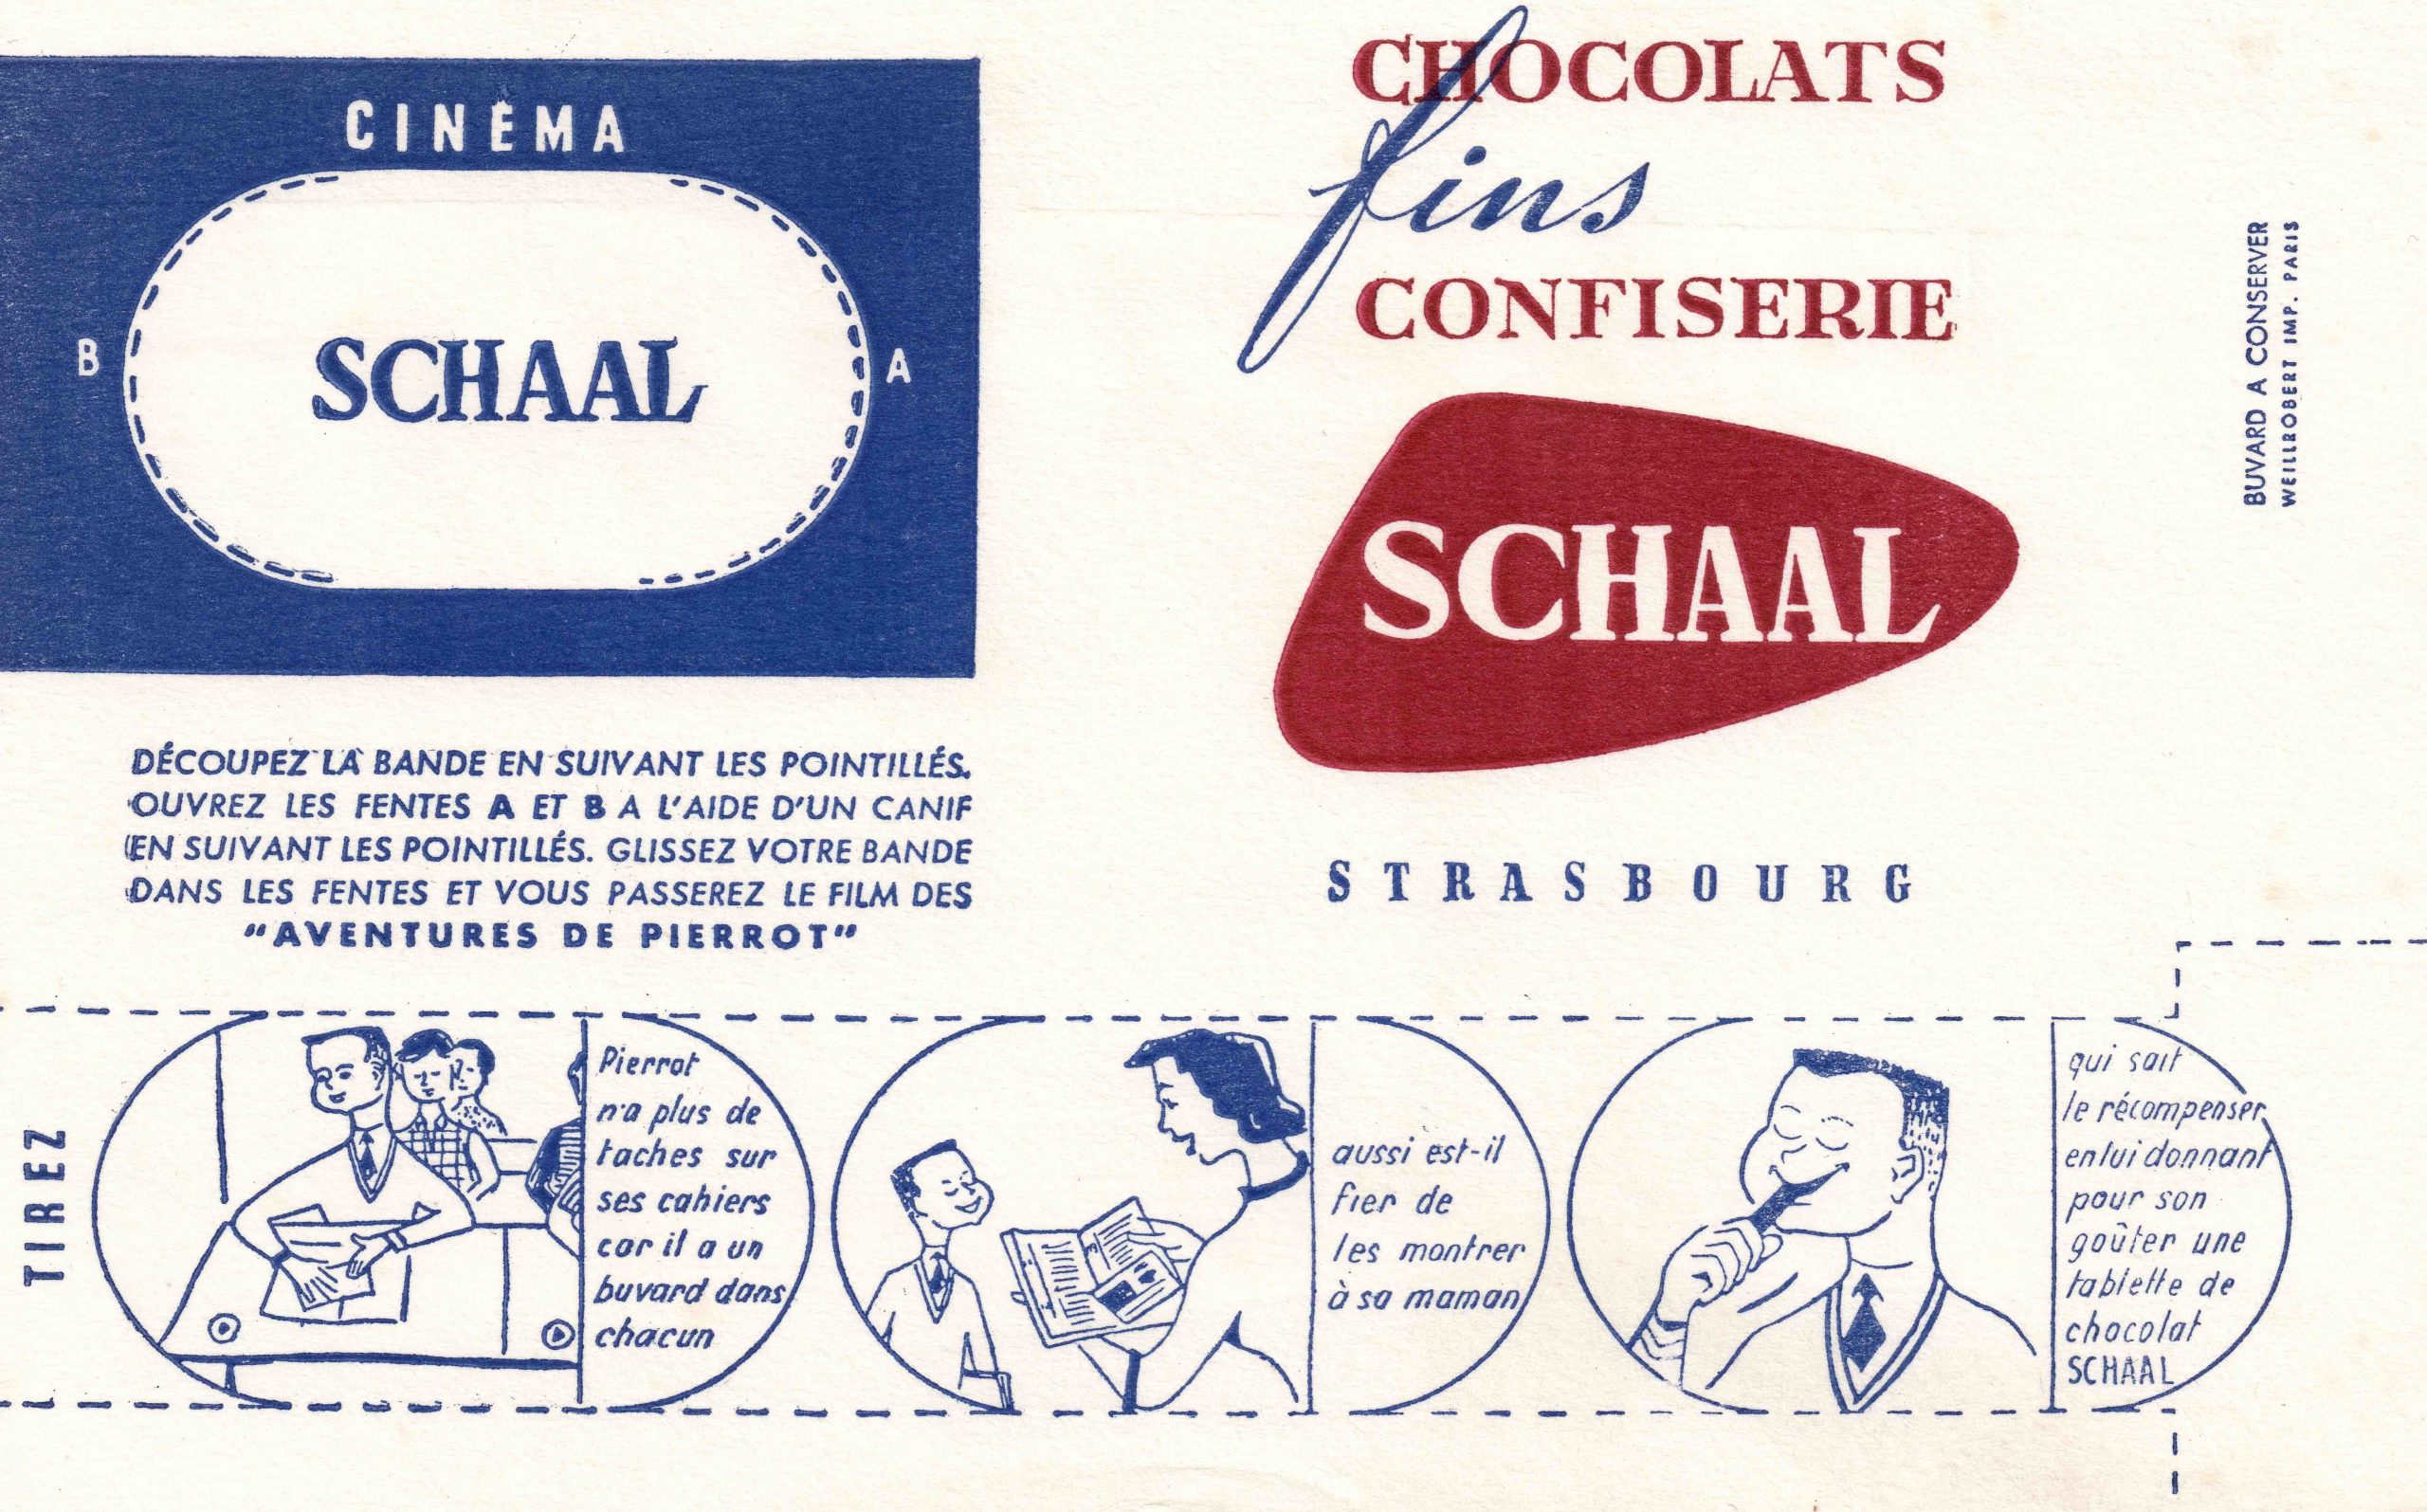 CINÉMA
B
SCHAAL
A
DÉCOUPEZ LA BANDE EN SUIVANT LES POINTILLÉS.
OUVREZ LES FENTES A ET B A L'AIDE D'UN CANIF
EN SUIVANT LES POINTILLÉS. GLISSEZ VOTRE BANDE
DANS LES FENTES ET VOUS PASSEREZ LE FILM DES
"AVENTURES DE PIERROT"
CHOCOLATS
fins
CONFISERIE
SCHAAL
STRASBOURG
BUVARD A CONSERVER
WEILLROBERT IMP. PARIS
TIREZ
Pierrot
n'a plus de
taches sur
ses cahiers
car il a un
buvard dans
chacun
aussi est-il
fier de
les montrer
à sa maman
qui sait
le récompenser
en lui donnant
pour son
goûter une
tablette de
chocolat
SCHAAL